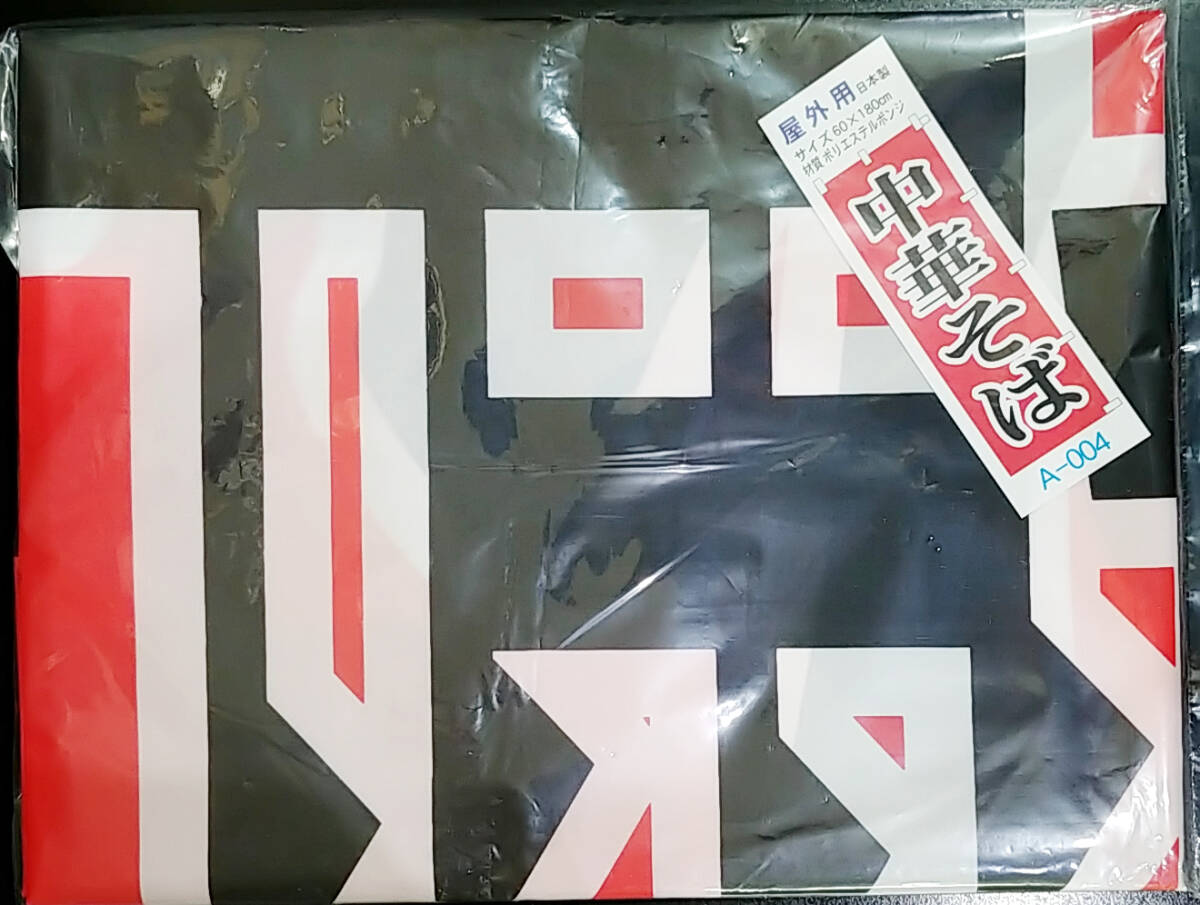 屋外用 日本製
サイズ 60×180cm
材質 ポリエステルポンジ
中華そば
A-004